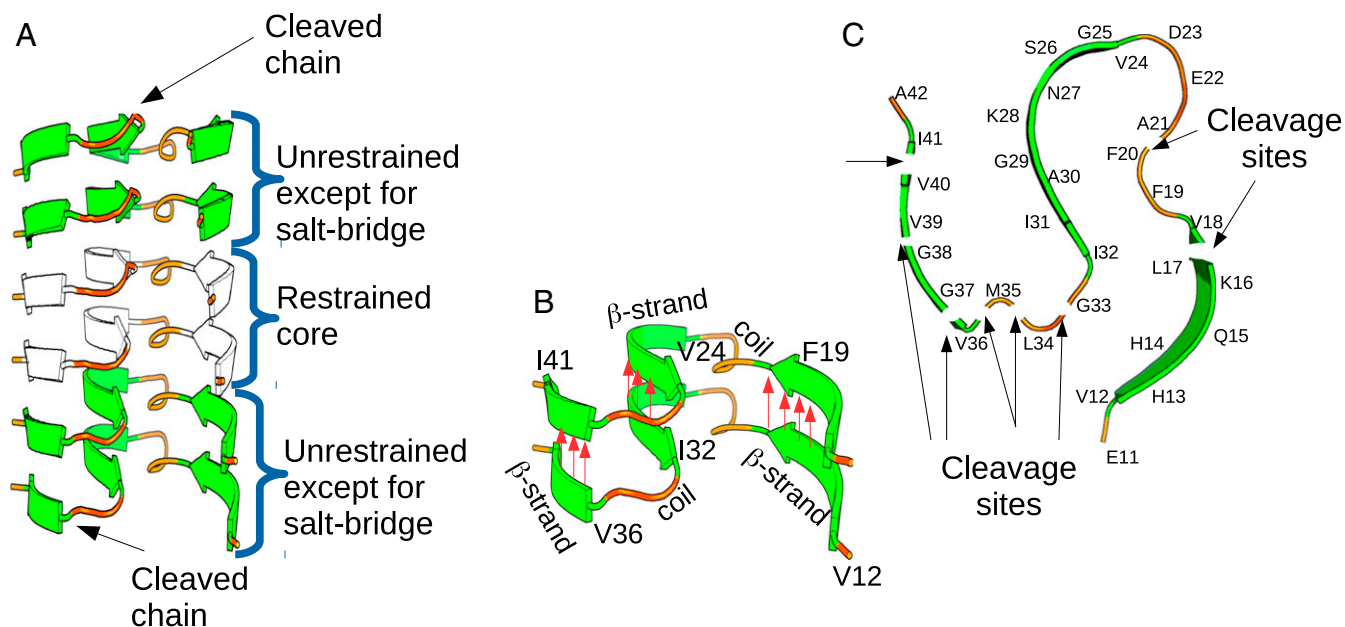 A
Cleaved
chain
Unrestrained
except for
salt-bridge
Restrained
core
Unrestrained
except for
salt-bridge
Cleaved
chain
B
β-strand
coil
V24
F19
I41
I32
β-strand
V36
coil
β-strand
V12
C
G25
D23
S26
V24
N27
E22
A42
K28
A21
Cleavage
sites
I41
F20
G29
A30
V40
F19
V39
I31
V18
G38
I32
L17
K16
G37
M35
G33
Q15
V36
L34
H14
V12
H13
E11
Cleavage
sites